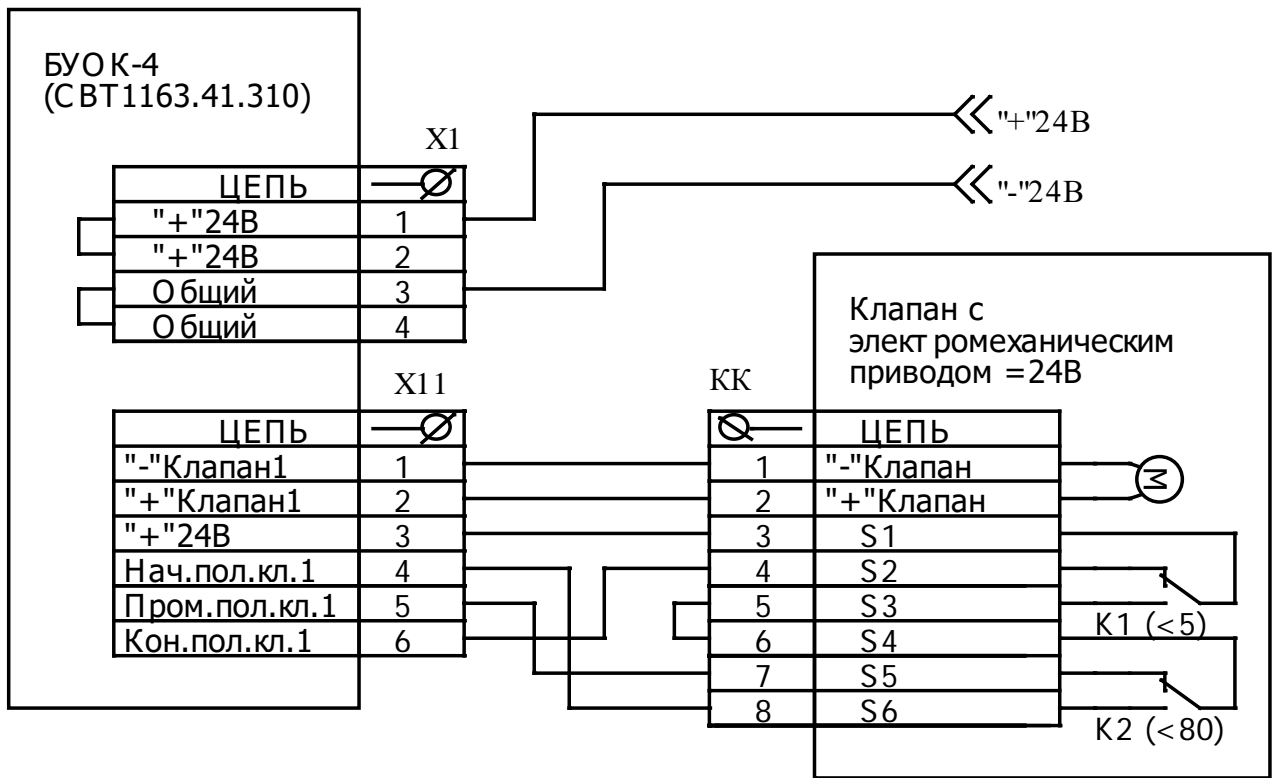 БУОК-4
(СВТ1163.41.310)
X1
ЦЕПЬ
"+"24В 1
"+"24В 2
Общий 3
Общий 4
"+"24В
"-"24В
Клапан с
электромеханическим
приводом =24В
X11
ЦЕПЬ
"-"Клапан1 1
"+"Клапан1 2
"+"24В 3
Нач.пол.кл.1 4
Пром.пол.кл.1 5
Кон.пол.кл.1 6
КК
ЦЕПЬ
1 "-"Клапан
2 "+"Клапан
3 S1
4 S2
5 S3
6 S4
7 S5
8 S6
M
K1 (<5)
K2 (<80)